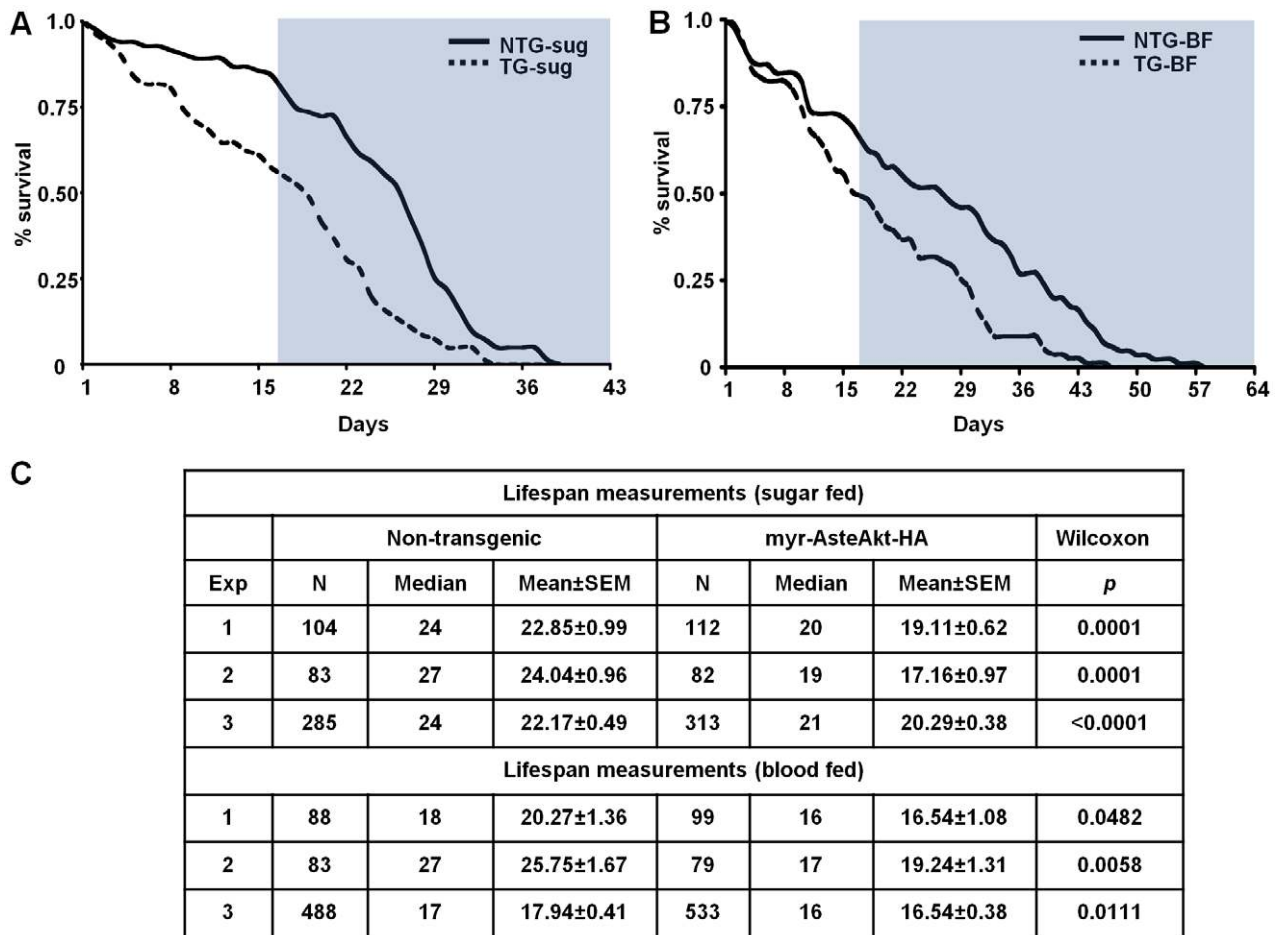 A
1.0
0.75
0.50
0.25
0
% survival
NTG-sug
TG-sug
1 8 15 22 29 36 43
Days
B
1.0
0.75
0.50
0.25
0
% survival
NTG-BF
TG-BF
1 8 15 22 29 36 43 50 57 64
Days
C
Lifespan measurements (sugar fed)
Non-transgenic myr-AsteAkt-HA Wilcoxon
Exp N Median Mean±SEM N Median Mean±SEM p
1 104 24 22.85±0.99 112 20 19.11±0.62 0.0001
2 83 27 24.04±0.96 82 19 17.16±0.97 0.0001
3 285 24 22.17±0.49 313 21 20.29±0.38 <0.0001
Lifespan measurements (blood fed)
1 88 18 20.27±1.36 99 16 16.54±1.08 0.0482
2 83 27 25.75±1.67 79 17 19.24±1.31 0.0058
3 488 17 17.94±0.41 533 16 16.54±0.38 0.0111